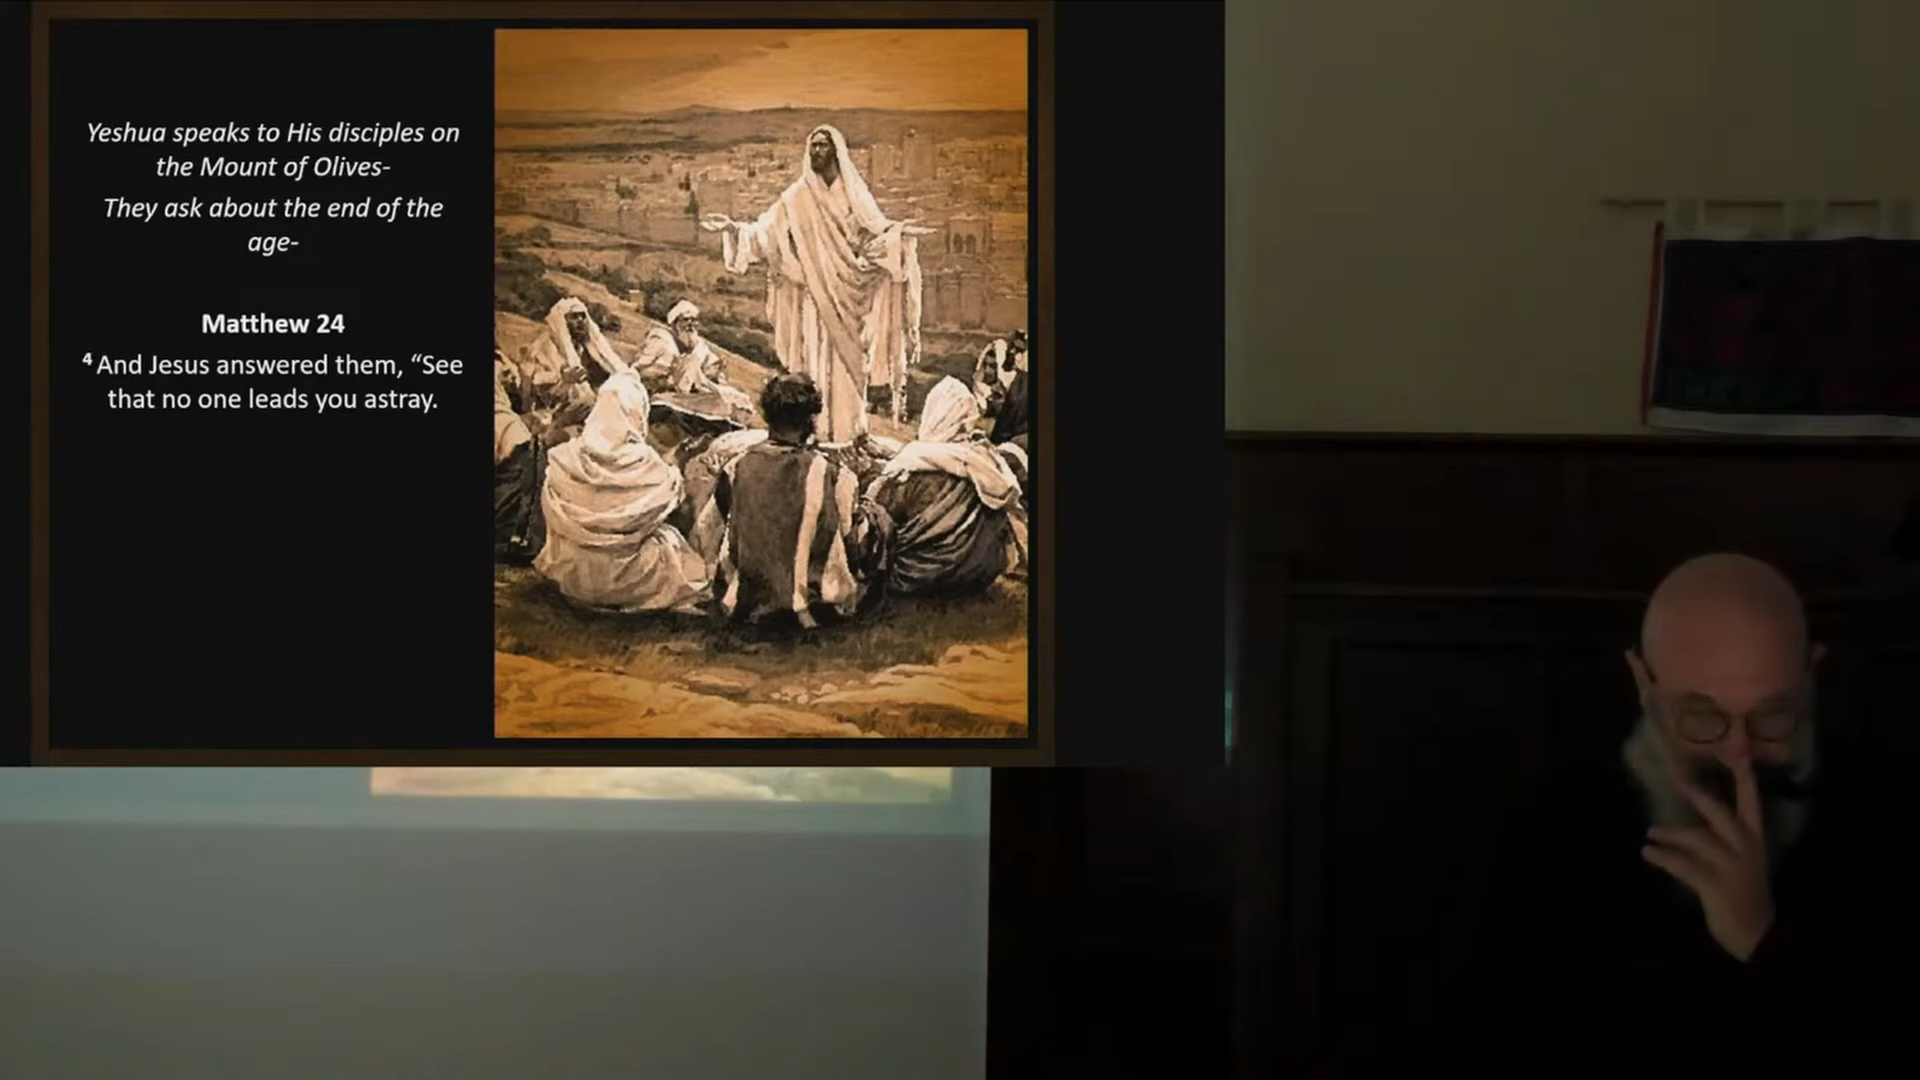 Yeshua speaks to His disciples on
the Mount of Olives-
They ask about the end of the
age-
Matthew 24
⁴ And Jesus answered them, “See
that no one leads you astray.